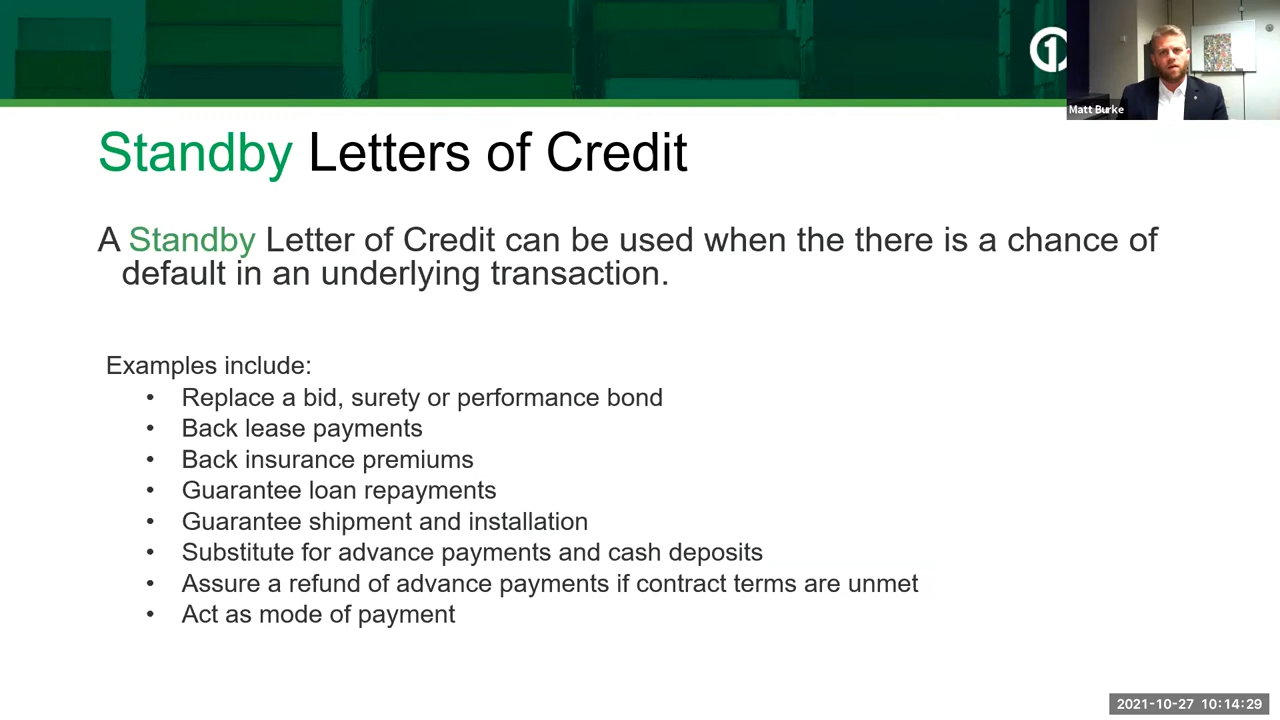 1
Matt Burke
Standby Letters of Credit
A Standby Letter of Credit can be used when the there is a chance of
default in an underlying transaction.
Examples include:
• Replace a bid, surety or performance bond
• Back lease payments
• Back insurance premiums
• Guarantee loan repayments
• Guarantee shipment and installation
• Substitute for advance payments and cash deposits
• Assure a refund of advance payments if contract terms are unmet
• Act as mode of payment
2021-10-27 10:14:29